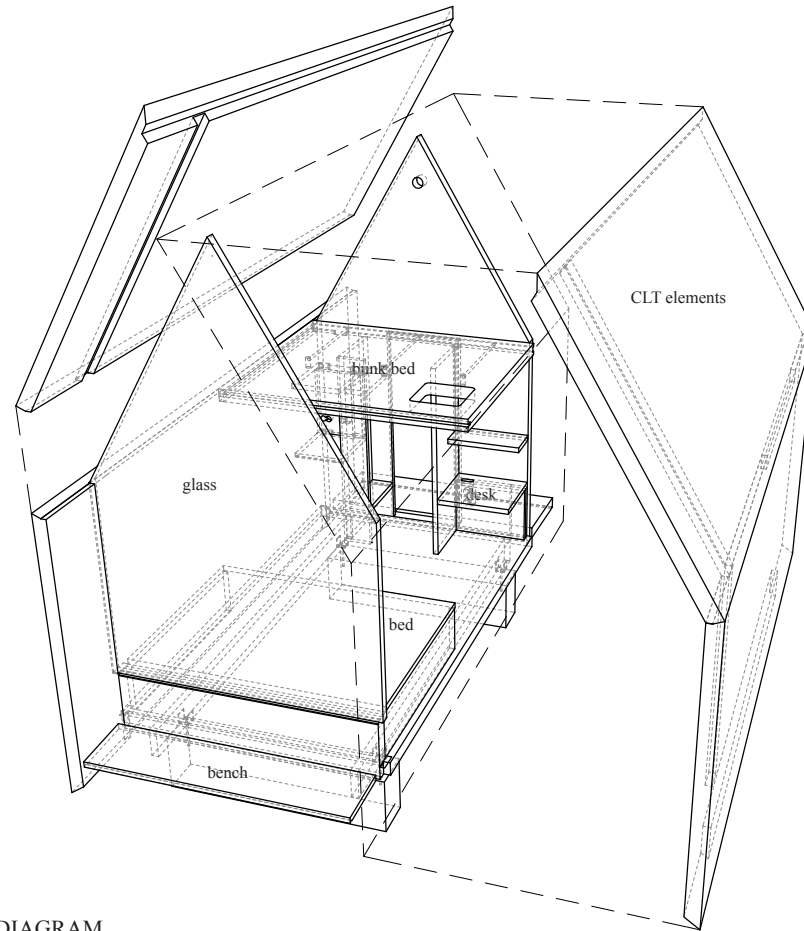 CLT elements
bunk bed
glass
desk
bed
bench
DIAGRAM